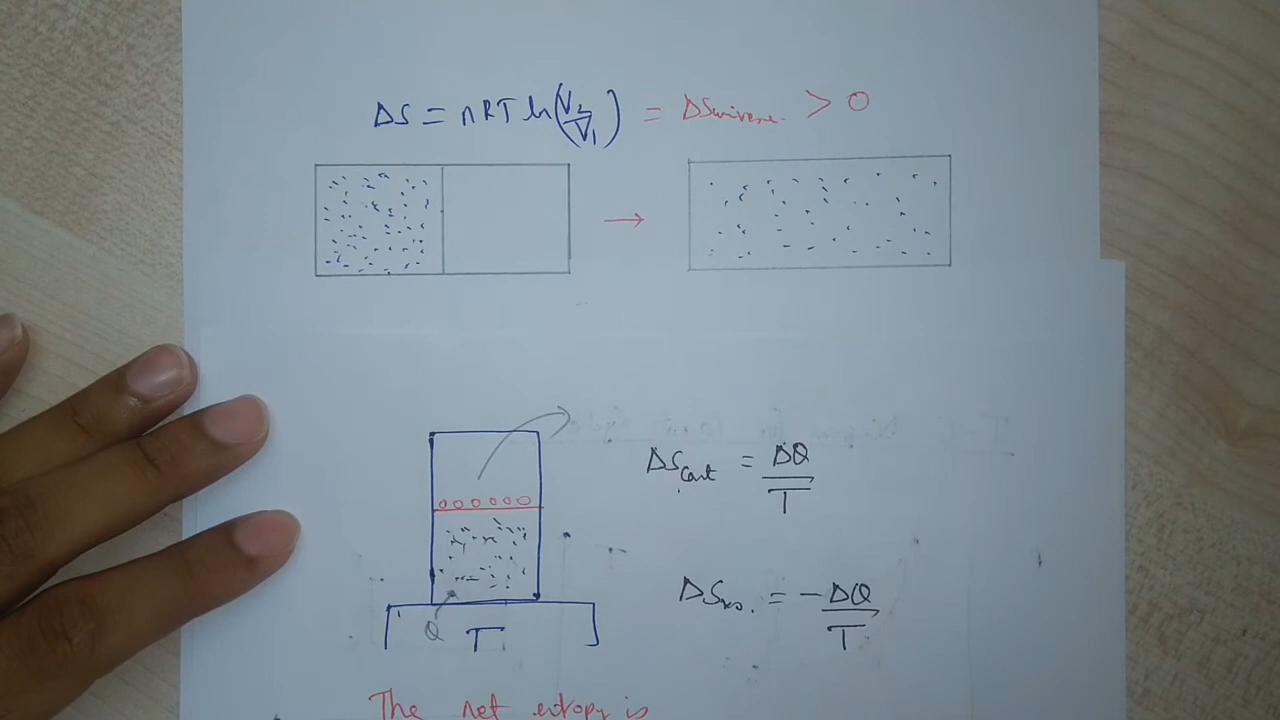 ΔS = nRT ln(V₂/V₁) = ΔSuniverse. > 0
ΔScont = ΔQ/T
ΔSres. = -ΔQ/T
Q
T
The net entropy is